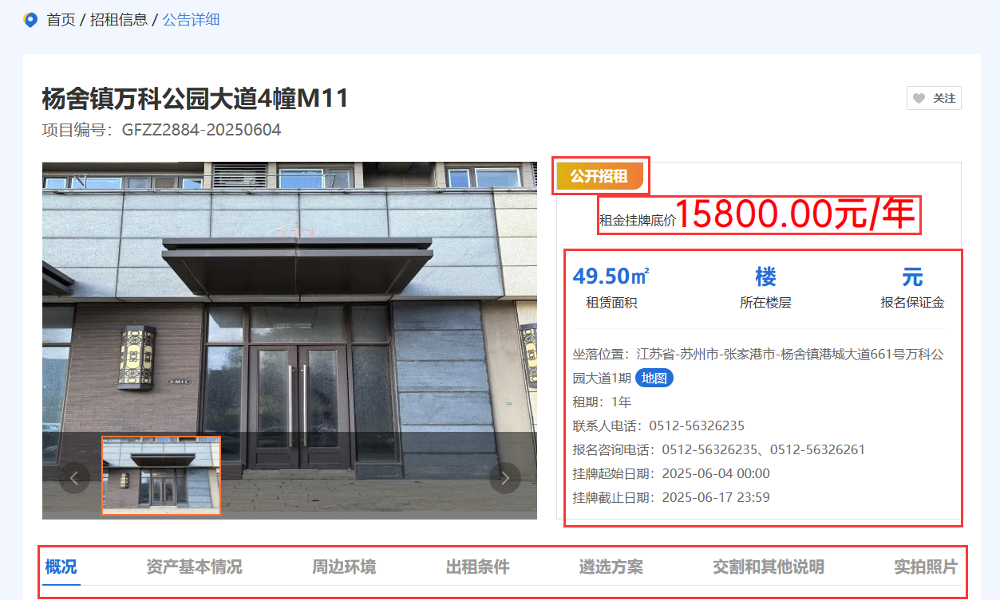 首页 / 招租信息 / 公告详细
杨舍镇万科公园大道4幢M11
关注
项目编号：GFZZ2884-20250604
公开招租
租金挂牌底价15800.00元/年
49.50㎡ 楼 元
租赁面积 所在楼层 报名保证金
坐落位置：江苏省-苏州市-张家港市-杨舍镇港城大道661号万科公
园大道1期 地图
租期：1年
联系人电话：0512-56326235
报名咨询电话：0512-56326235、0512-56326261
挂牌起始日期：2025-06-04 00:00
挂牌截止日期：2025-06-17 23:59
4-M11
概况 资产基本情况 周边环境 出租条件 遴选方案 交割和其他说明 实拍照片